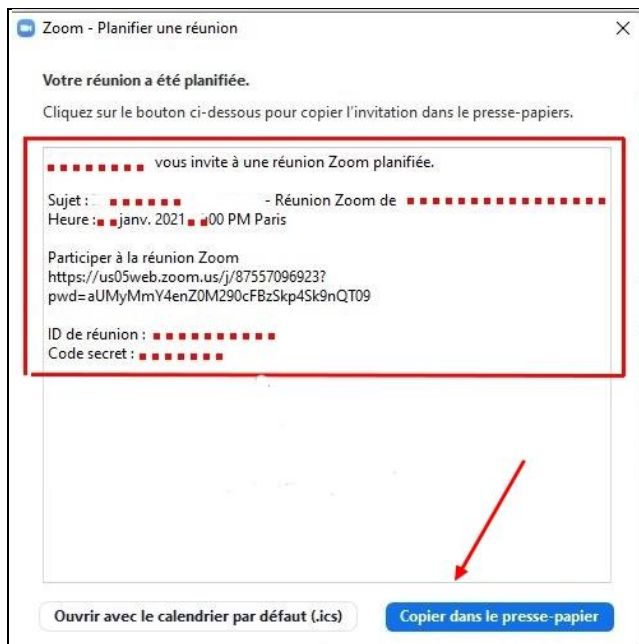 Zoom - Planifier une réunion
Votre réunion a été planifiée.
Cliquez sur le bouton ci-dessous pour copier l'invitation dans le presse-papiers.
vous invite à une réunion Zoom planifiée.
Sujet : - Réunion Zoom de
Heure : janv. 2021 :00 PM Paris
Participer à la réunion Zoom
https://us05web.zoom.us/j/87557096923?
pwd=aUMyMmY4enZ0M290cFBzSkp4Sk9nQT09
ID de réunion :
Code secret :
Ouvrir avec le calendrier par défaut (.ics)
Copier dans le presse-papier